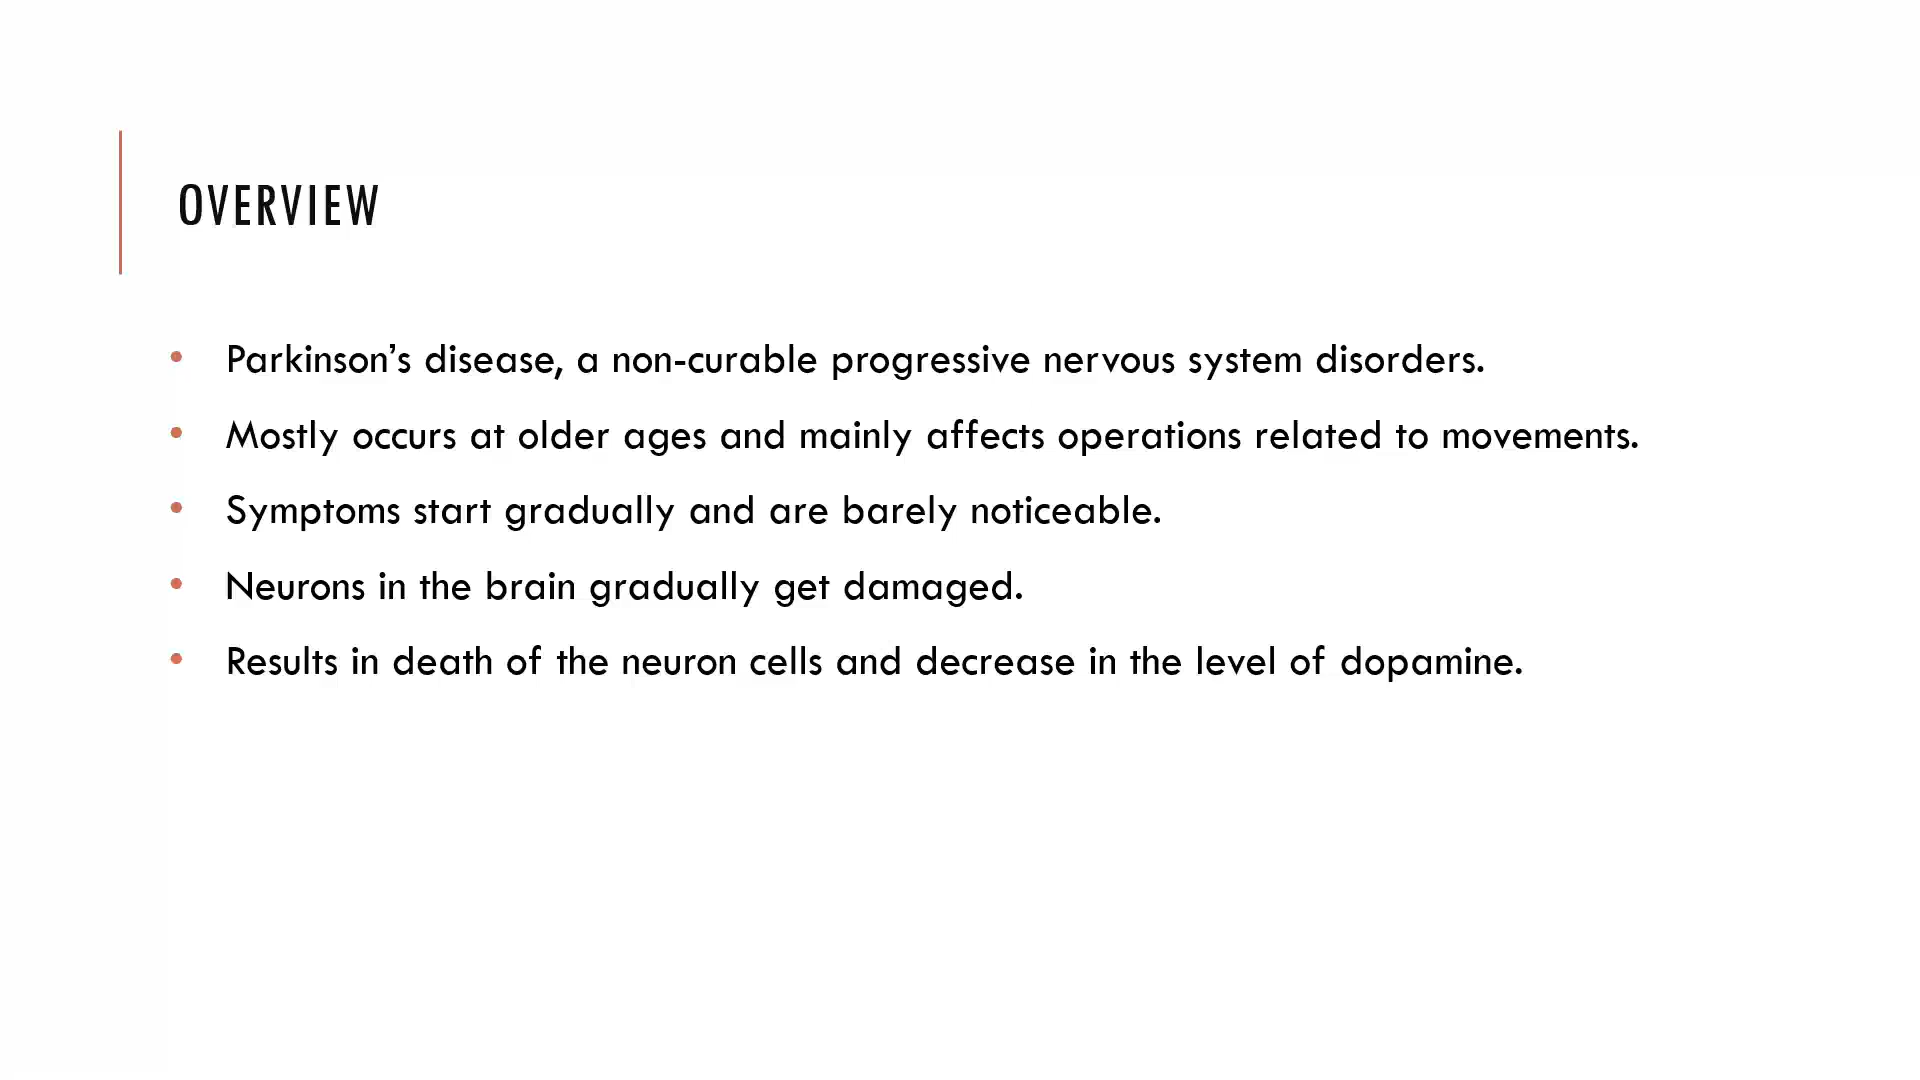 OVERVIEW
• Parkinson’s disease, a non-curable progressive nervous system disorders.
• Mostly occurs at older ages and mainly affects operations related to movements.
• Symptoms start gradually and are barely noticeable.
• Neurons in the brain gradually get damaged.
• Results in death of the neuron cells and decrease in the level of dopamine.